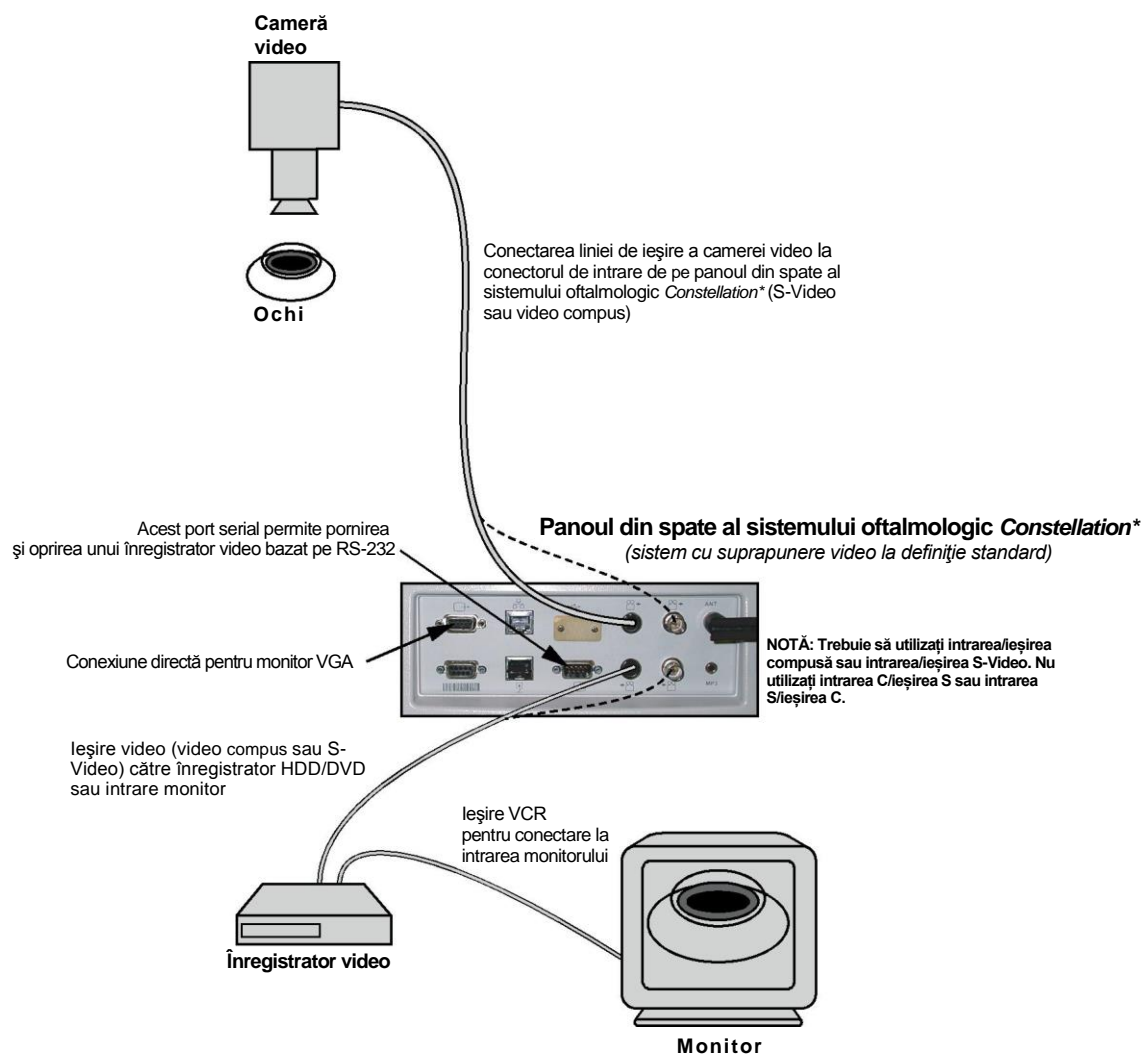 Cameră
video
Conectarea liniei de ieşire a camerei video la
conectorul de intrare de pe panoul din spate al
sistemului oftalmologic Constellation* (S-Video
sau video compus)
Ochi
Acest port serial permite pornirea
şi oprirea unui înregistrator video bazat pe RS-232
Panoul din spate al sistemului oftalmologic Constellation*
(sistem cu suprapunere video la definiţie standard)
ANT
Conexiune directă pentru monitor VGA
MP3
NOTĂ: Trebuie să utilizați intrarea/ieșirea
compusă sau intrarea/ieșirea S-Video. Nu
utilizați intrarea C/ieșirea S sau intrarea
S/ieșirea C.
Ieşire video (video compus sau S-
Video) către înregistrator HDD/DVD
sau intrare monitor
Ieşire VCR
pentru conectare la
intrarea monitorului
Înregistrator video
Monitor